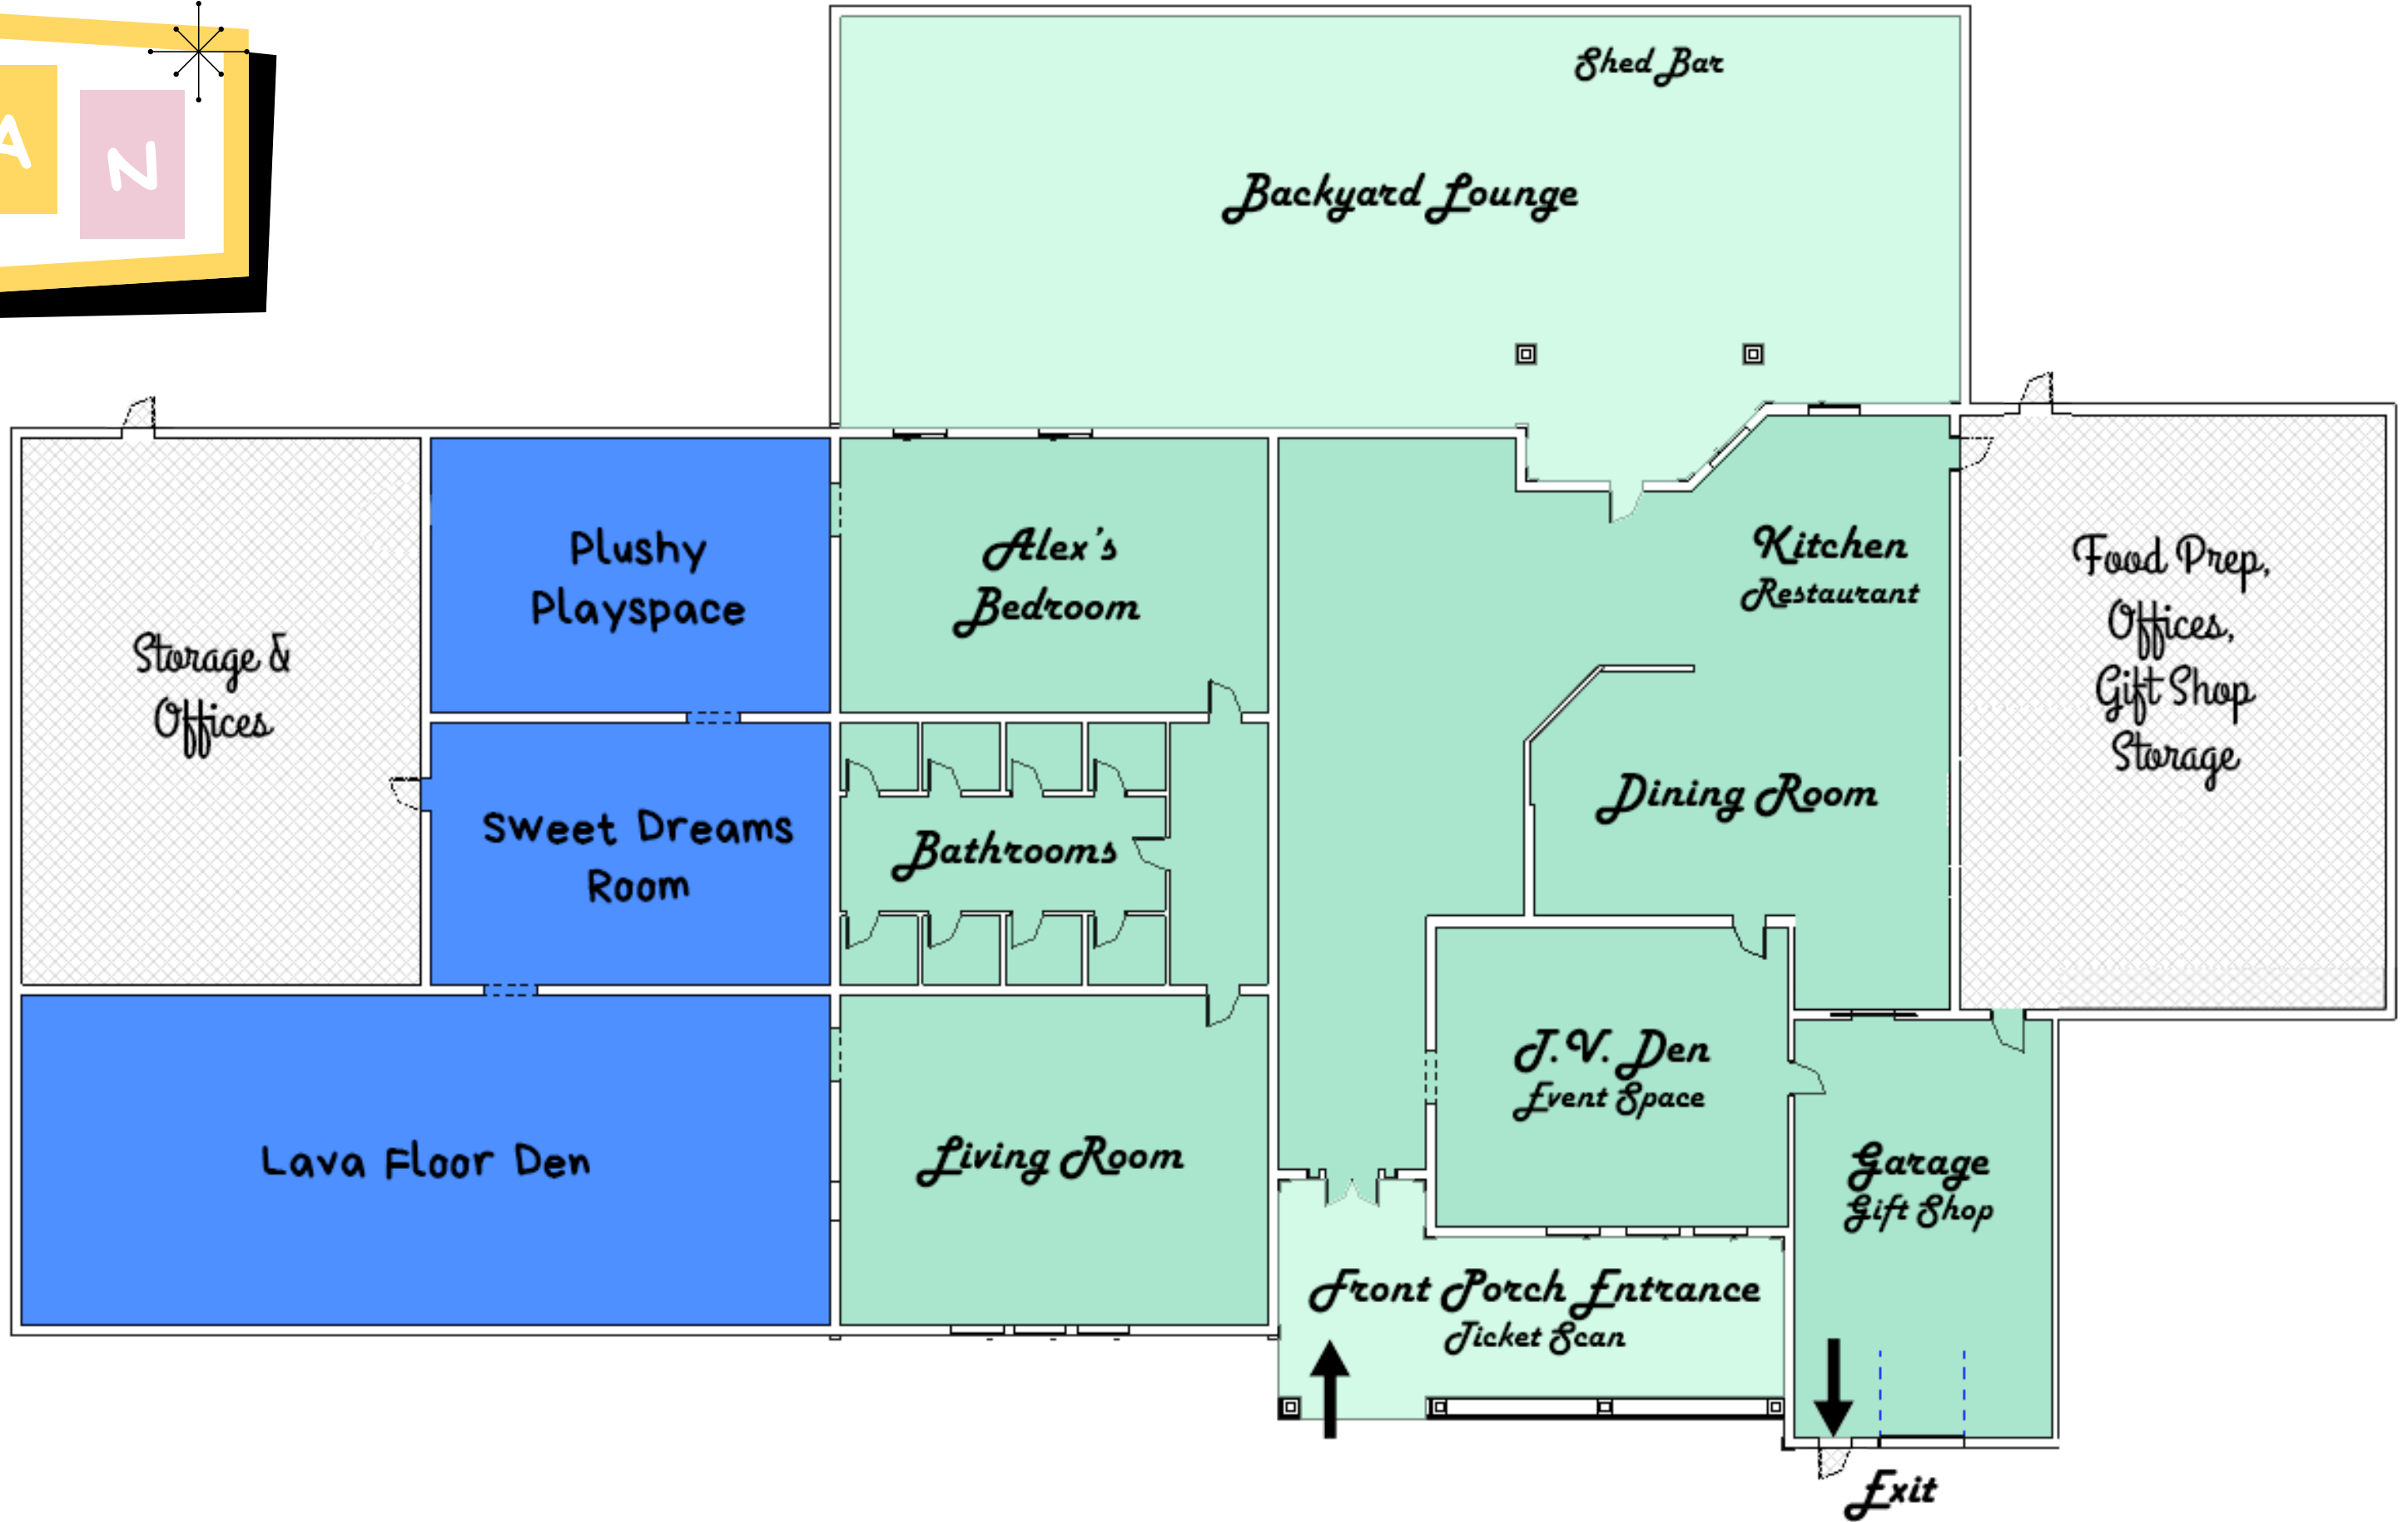 A N
Shed Bar
Backyard Lounge
Plushy
Playspace
Alex's
Bedroom
Kitchen
Restaurant
Food Prep,
Offices,
Gift Shop
Storage
Storage &
Offices
Sweet Dreams
Room
Bathrooms
Dining Room
T.V. Den
Event Space
Lava Floor Den
Living Room
Garage
Gift Shop
Front Porch Entrance
Ticket Scan
Exit